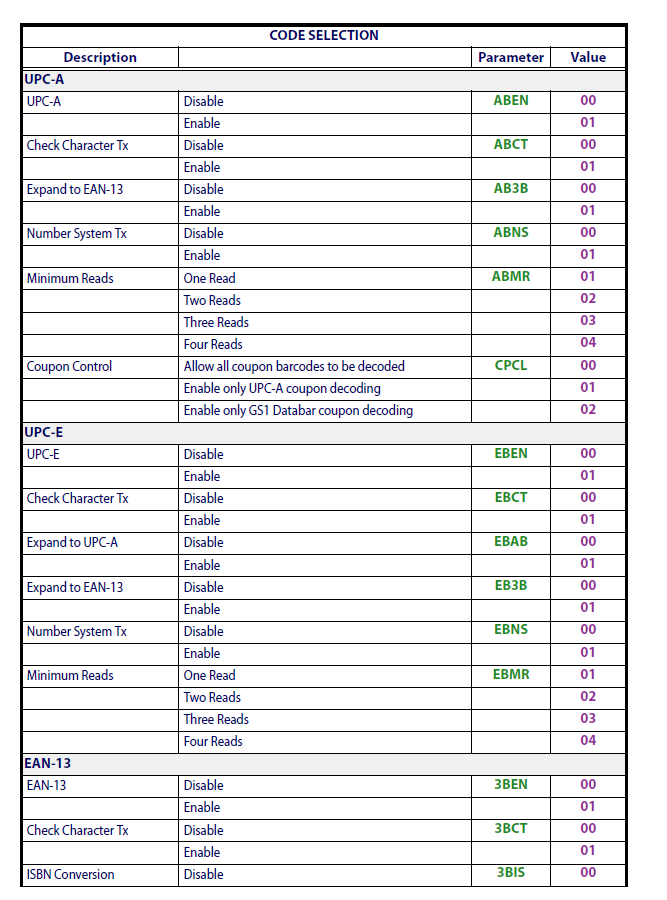 CODE SELECTION
Description Parameter Value
UPC-A
UPC-A Disable ABEN 00
Enable 01
Check Character Tx Disable ABCT 00
Enable 01
Expand to EAN-13 Disable AB3B 00
Enable 01
Number System Tx Disable ABNS 00
Enable 01
Minimum Reads One Read ABMR 01
Two Reads 02
Three Reads 03
Four Reads 04
Coupon Control Allow all coupon barcodes to be decoded CPCL 00
Enable only UPC-A coupon decoding 01
Enable only GS1 Databar coupon decoding 02
UPC-E
UPC-E Disable EBEN 00
Enable 01
Check Character Tx Disable EBCT 00
Enable 01
Expand to UPC-A Disable EBAB 00
Enable 01
Expand to EAN-13 Disable EB3B 00
Enable 01
Number System Tx Disable EBNS 00
Enable 01
Minimum Reads One Read EBMR 01
Two Reads 02
Three Reads 03
Four Reads 04
EAN-13
EAN-13 Disable 3BEN 00
Enable 01
Check Character Tx Disable 3BCT 00
Enable 01
ISBN Conversion Disable 3BIS 00